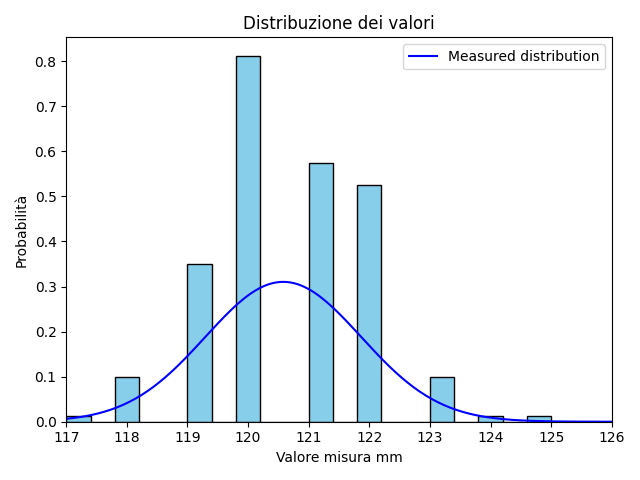 Distribuzione dei valori
Measured distribution
Probabilità
0.8
0.7
0.6
0.5
0.4
0.3
0.2
0.1
0.0
117 118 119 120 121 122 123 124 125 126
Valore misura mm